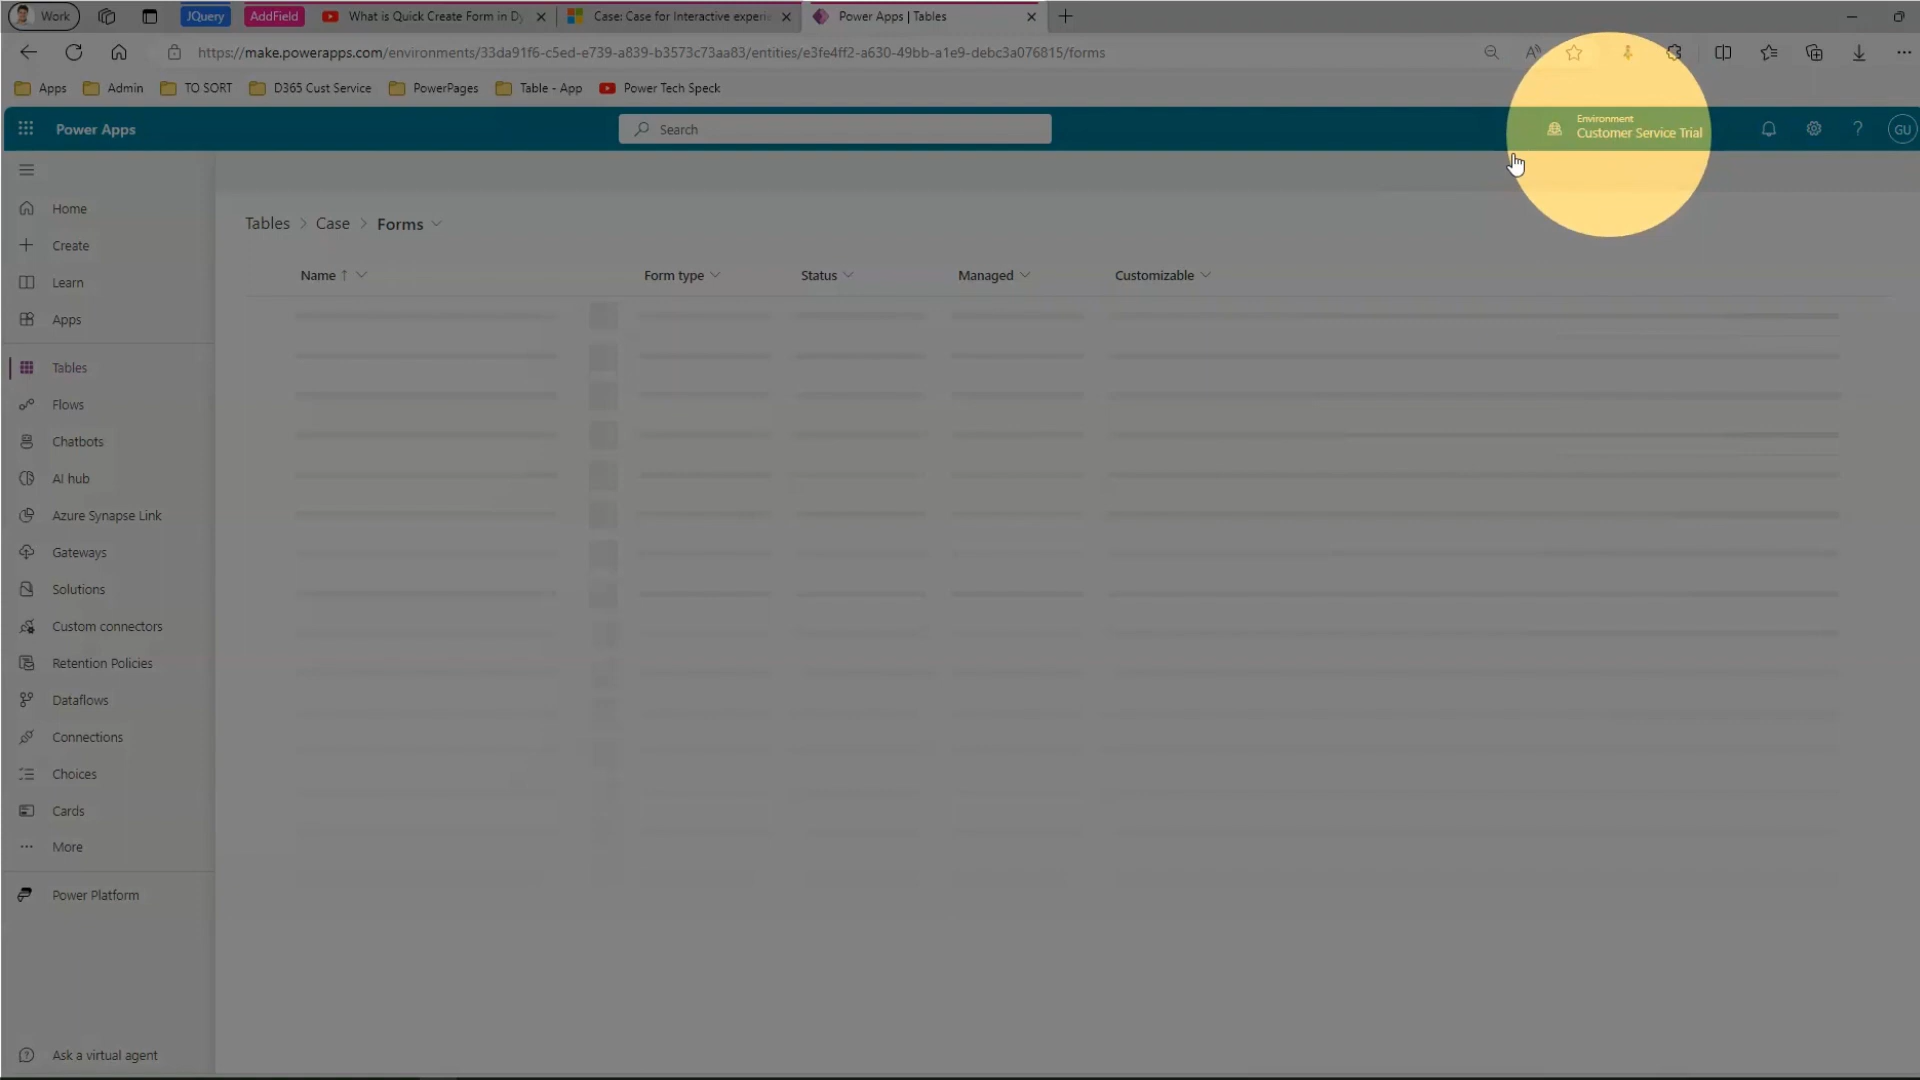 Work
JQuery
AddField
What is Quick Create Form in Dy
Case: Case for Interactive experi
Power Apps | Tables
https://make.powerapps.com/environments/33da91f6-c5ed-e739-a839-b3573c73aa83/entities/e3fe4ff2-a630-49bb-a1e9-debc3a076815/forms
Apps
Admin
TO SORT
D365 Cust Service
PowerPages
Table - App
Power Tech Speck
Power Apps
Search
Environment
Customer Service Trial
GU
Home
Create
Learn
Apps
Tables
Flows
Chatbots
AI hub
Azure Synapse Link
Gateways
Solutions
Custom connectors
Retention Policies
Dataflows
Connections
Choices
Cards
More
Power Platform
Ask a virtual agent
Tables > Case > Forms
Name ↑
Form type
Status
Managed
Customizable